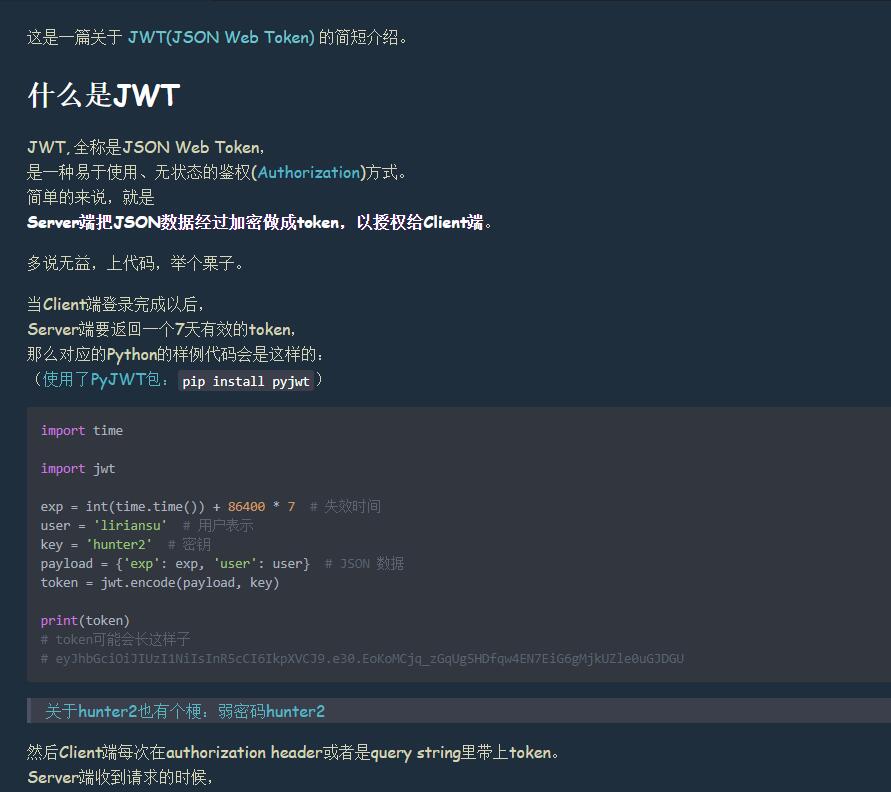 这是一篇关于 JWT(JSON Web Token) 的简短介绍。
什么是JWT
JWT, 全称是JSON Web Token，
是一种易于使用、无状态的鉴权(Authorization)方式。
简单的来说，就是
Server端把JSON数据经过加密做成token，以授权给Client端。
多说无益，上代码，举个栗子。
当Client端登录完成以后，
Server端要返回一个7天有效的token，
那么对应的Python的样例代码会是这样的：
（使用了PyJWT包：pip install pyjwt）
import time
import jwt
exp = int(time.time()) + 86400 * 7  # 失效时间
user = 'liriansu'  # 用户表示
key = 'hunter2'  # 密钥
payload = {'exp': exp, 'user': user}  # JSON 数据
token = jwt.encode(payload, key)
print(token)
# token可能会长这样子
# eyJhbGciOiJIUzI1NiIsInR5cCI6IkpXVCJ9.e30.EoKoMCjq_zGqUgSHDfqw4EN7EiG6gMjkUZle0uGJDGU
关于hunter2也有个梗：弱密码hunter2
然后Client端每次在authorization header或者是query string里带上token。
Server端收到请求的时候，